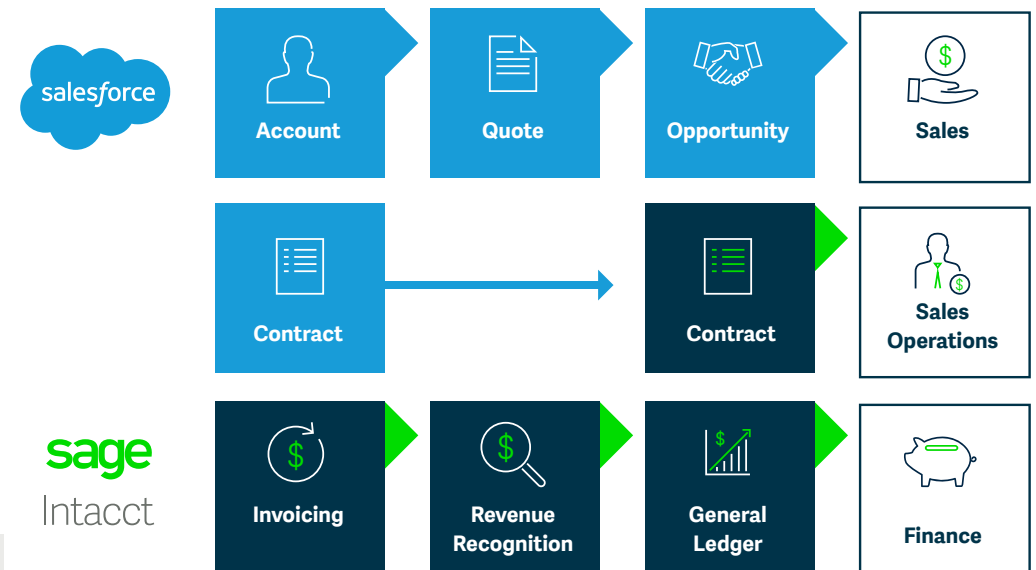 salesforce
Account
Quote
Opportunity
$
Sales
Contract
Contract
$
Sales
Operations
sage
Intacct
$
Invoicing
$
Revenue
Recognition
$
General
Ledger
Finance